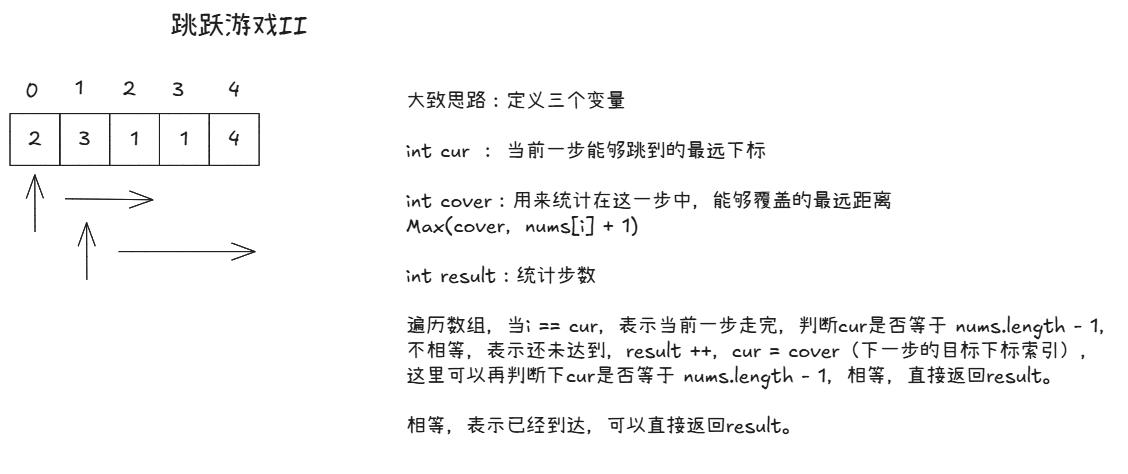 跳跃游戏II
0 1 2 3 4
2 3 1 1 4
大致思路：定义三个变量
int cur ： 当前一步能够跳到的最远下标
int cover：用来统计在这一步中，能够覆盖的最远距离
Max(cover, nums[i] + 1)
int result：统计步数
遍历数组，当i == cur，表示当前一步走完，判断cur是否等于 nums.length - 1,
不相等，表示还未达到，result ++，cur = cover（下一步的目标下标索引），
这里可以再判断下cur是否等于 nums.length - 1，相等，直接返回result。
相等，表示已经到达，可以直接返回result。